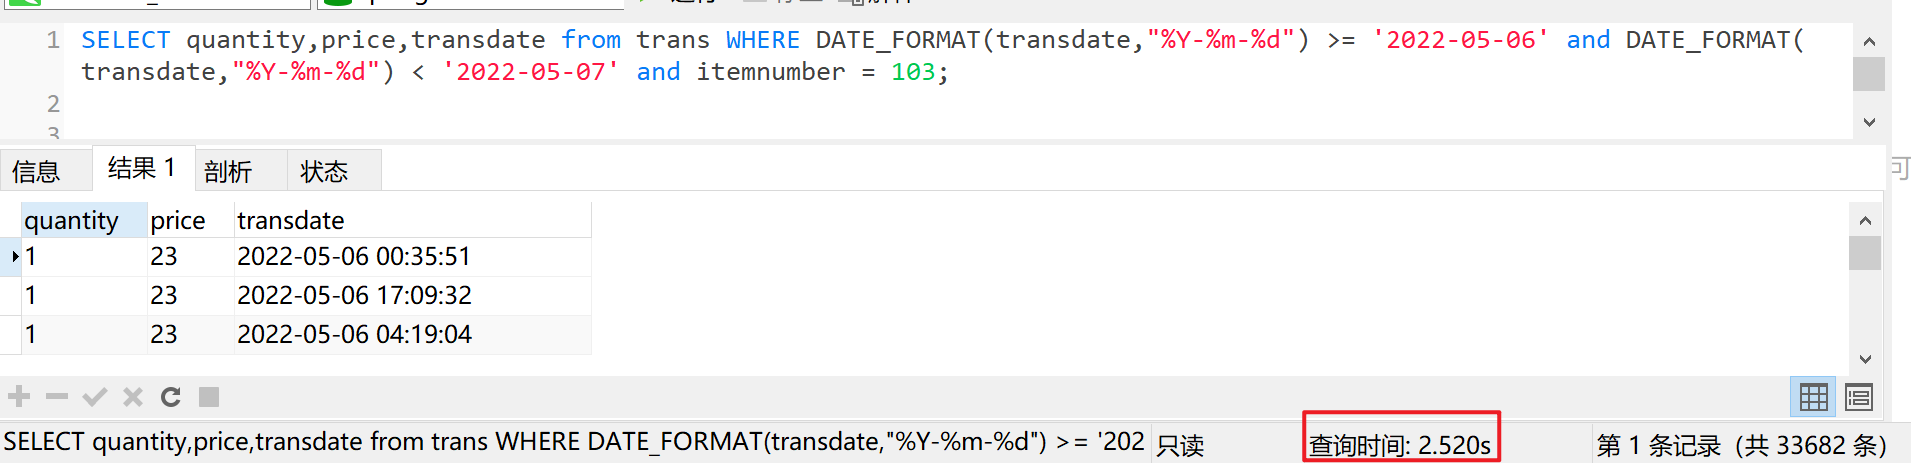 1 SELECT quantity,price,transdate from trans WHERE DATE_FORMAT(transdate,"%Y-%m-%d") >= '2022-05-06' and DATE_FORMAT(
transdate,"%Y-%m-%d") < '2022-05-07' and itemnumber = 103;
2
3
信息 结果 1 剖析 状态
可
quantity price transdate
1 23 2022-05-06 00:35:51
1 23 2022-05-06 17:09:32
1 23 2022-05-06 04:19:04
SELECT quantity,price,transdate from trans WHERE DATE_FORMAT(transdate,"%Y-%m-%d") >= '202 只读 查询时间: 2.520s 第 1 条记录 (共 33682 条)